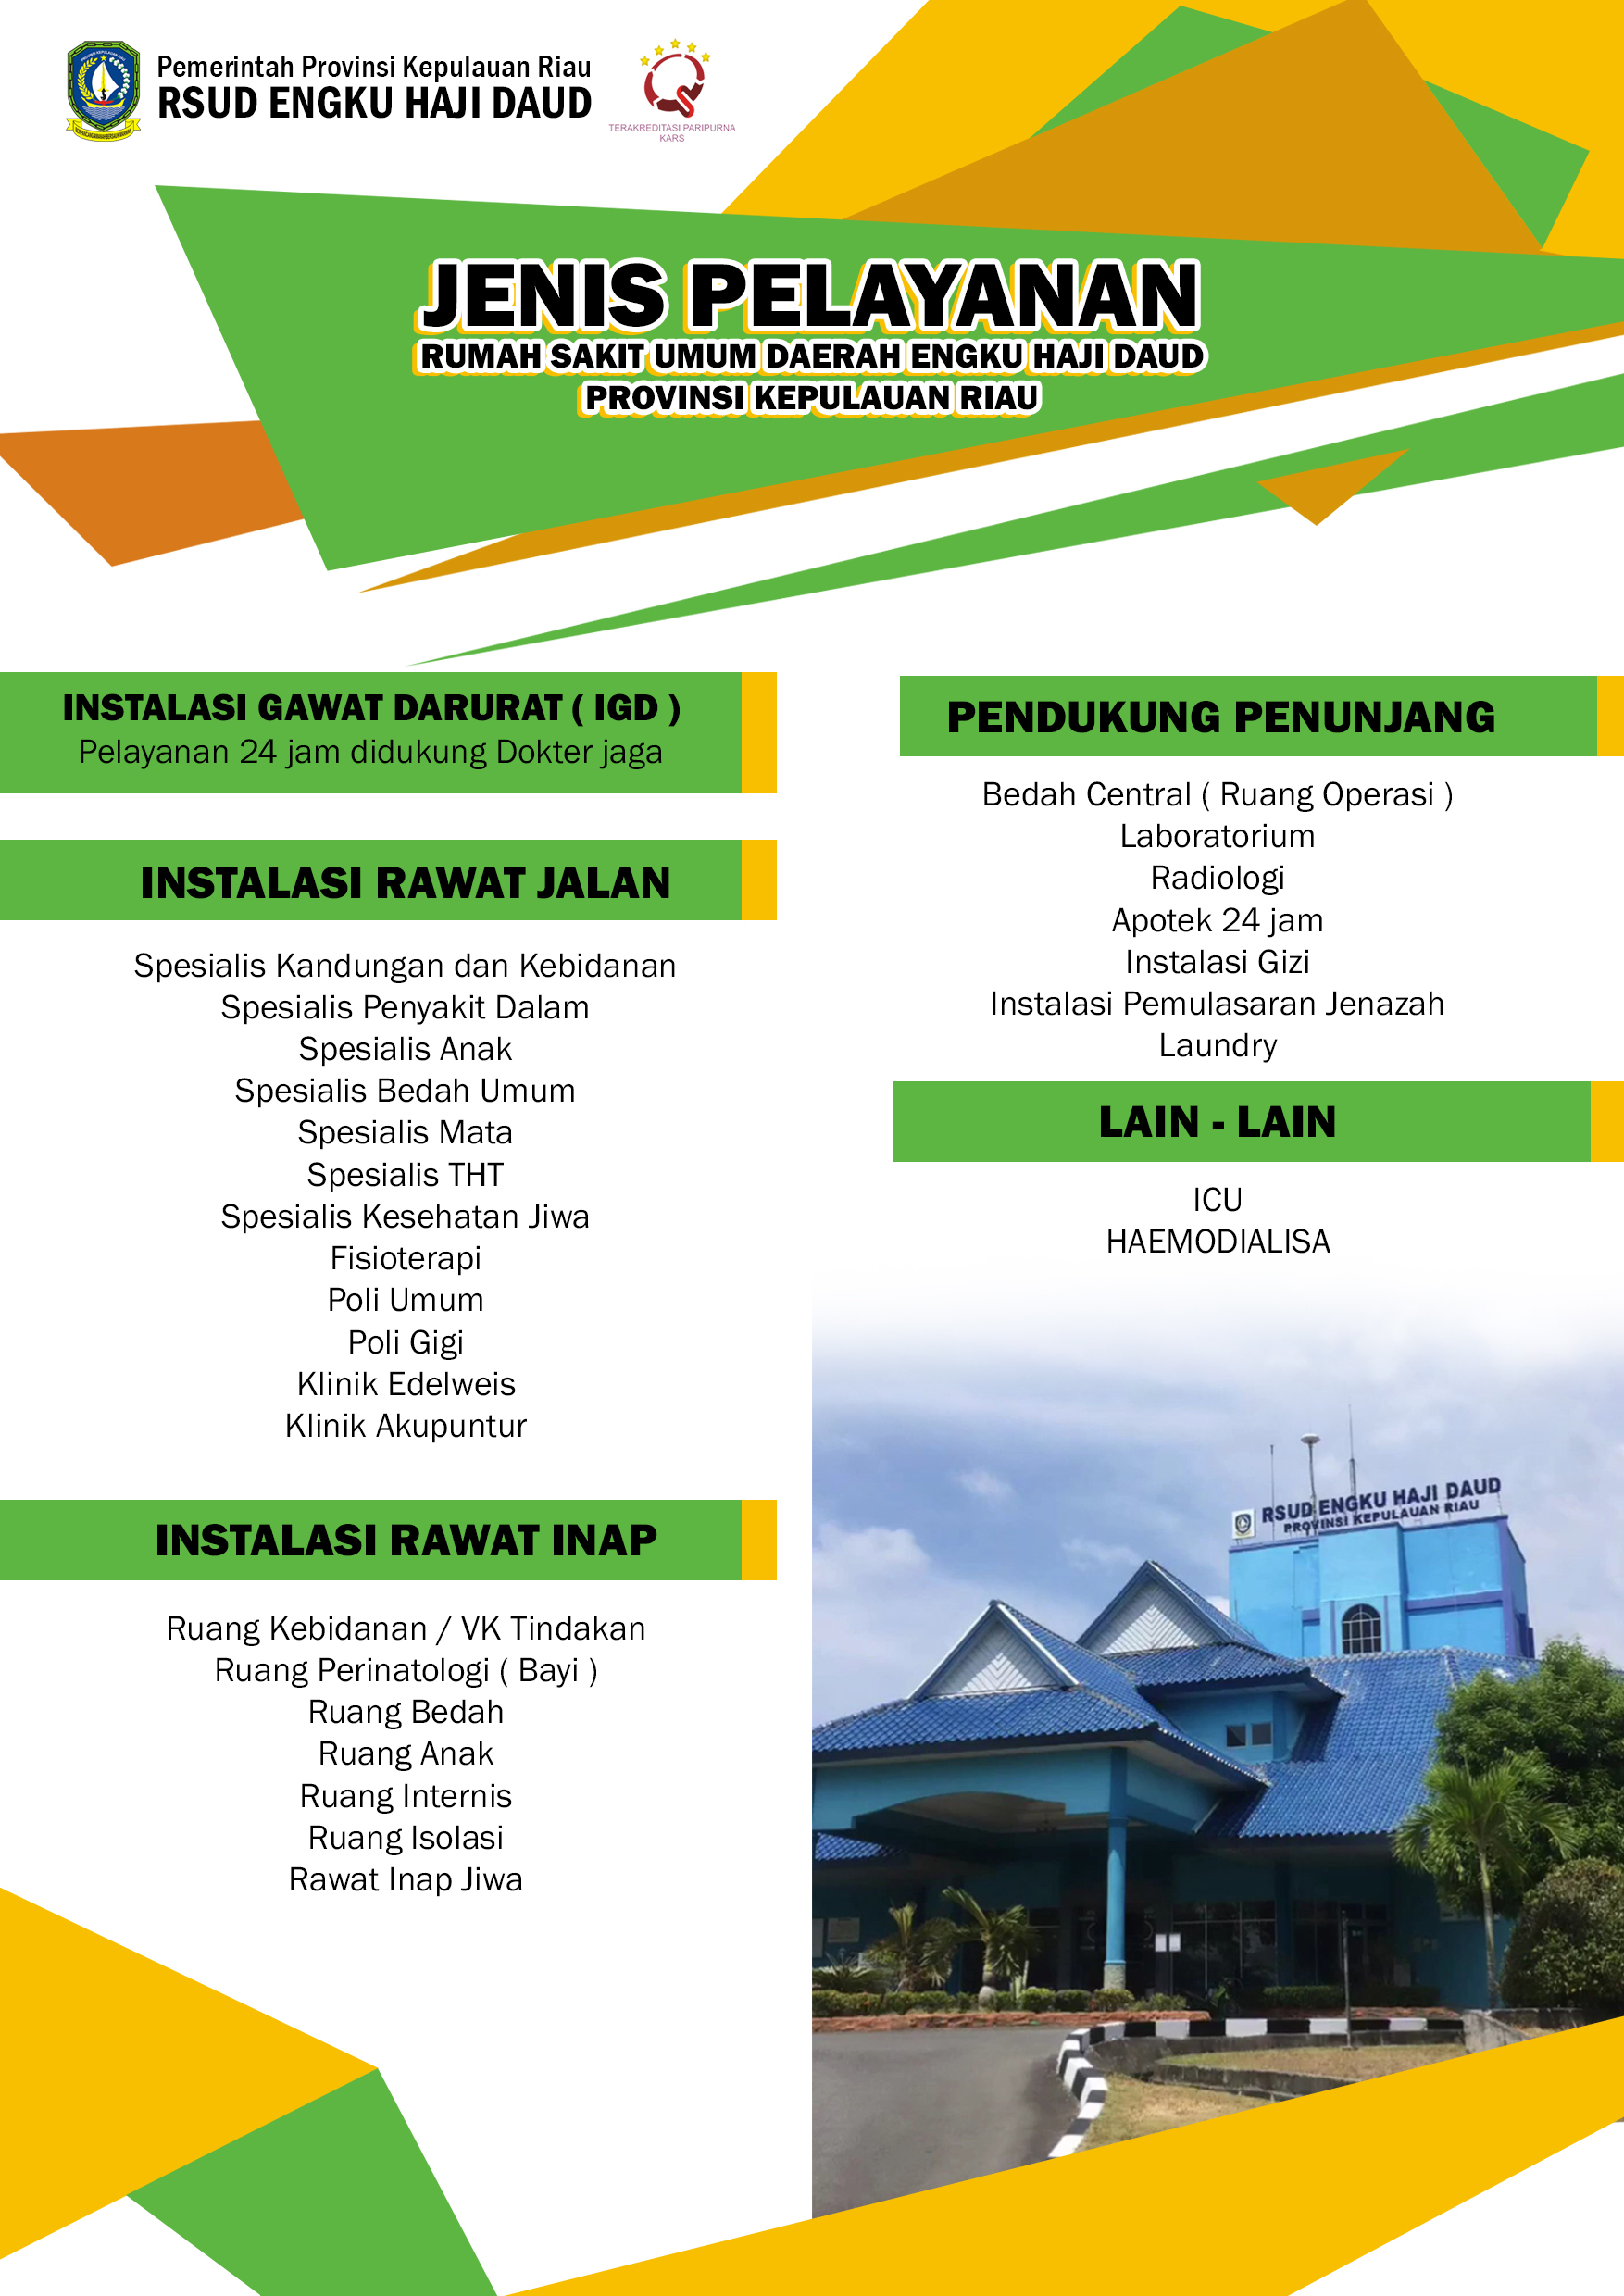 Pemerintah Provinsi Kepulauan Riau
RSUD ENGKU HAJI DAUD
TERAKREDITASI PARIPURNA
KARS
JENIS PELAYANAN
RUMAH SAKIT UMUM DAERAH ENGKU HAJI DAUD
PROVINSI KEPULAUAN RIAU
INSTALASI GAWAT DARURAT ( IGD )
Pelayanan 24 jam didukung Dokter jaga
INSTALASI RAWAT JALAN
Spesialis Kandungan dan Kebidanan
Spesialis Penyakit Dalam
Spesialis Anak
Spesialis Bedah Umum
Spesialis Mata
Spesialis THT
Spesialis Kesehatan Jiwa
Fisioterapi
Poli Umum
Poli Gigi
Klinik Edelweis
Klinik Akupuntur
INSTALASI RAWAT INAP
Ruang Kebidanan / VK Tindakan
Ruang Perinatologi ( Bayi )
Ruang Bedah
Ruang Anak
Ruang Internis
Ruang Isolasi
Rawat Inap Jiwa
PENDUKUNG PENUNJANG
Bedah Central ( Ruang Operasi )
Laboratorium
Radiologi
Apotek 24 jam
Instalasi Gizi
Instalasi Pemulasaran Jenazah
Laundry
LAIN - LAIN
ICU
HAEMODIALISA
RSUD ENGKU HAJI DAUD
PROVINSI KEPULAUAN RIAU